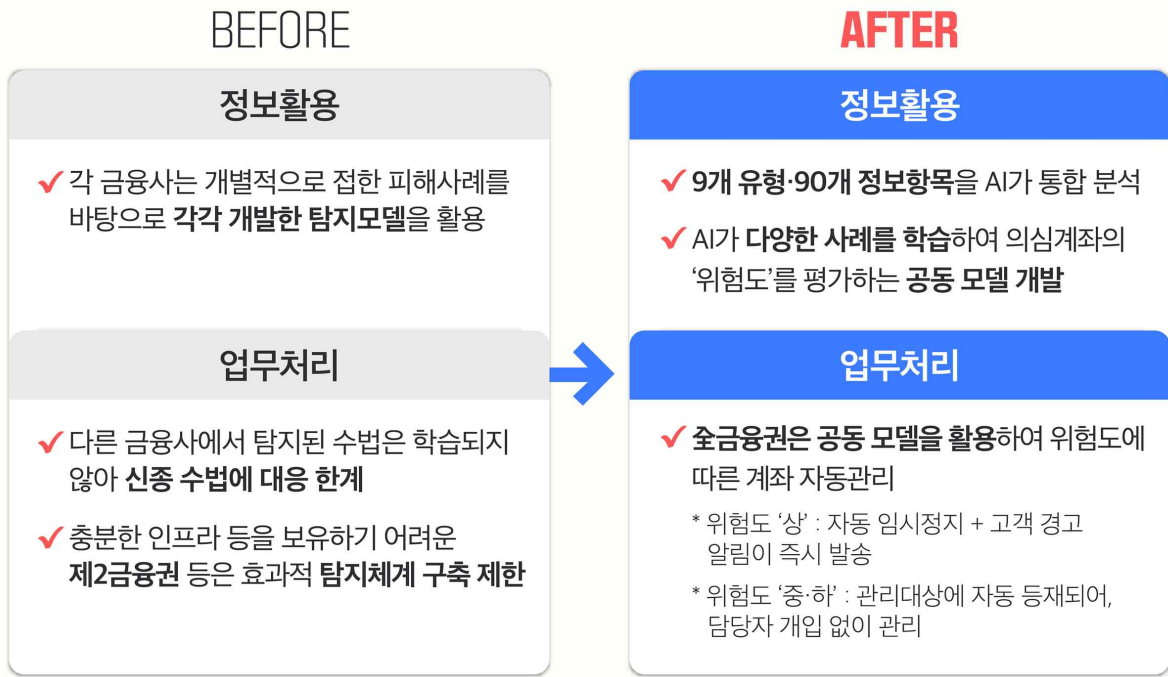 BEFORE
정보활용
✓ 각 금융사는 개별적으로 접한 피해사례를
바탕으로 각각 개발한 탐지모델을 활용
업무처리
✓ 다른 금융사에서 탐지된 수법은 학습되지
않아 신종 수법에 대응 한계
✓ 충분한 인프라 등을 보유하기 어려운
제2금융권 등은 효과적 탐지체계 구축 제한
AFTER
정보활용
✓ 9개 유형·90개 정보항목을 AI가 통합 분석
✓ AI가 다양한 사례를 학습하여 의심계좌의
‘위험도’를 평가하는 공동 모델 개발
업무처리
✓ 全금융권은 공동 모델을 활용하여 위험도에
따른 계좌 자동관리
* 위험도 ‘상’ : 자동 임시정지 + 고객 경고
알림이 즉시 발송
* 위험도 ‘중·하’ : 관리대상에 자동 등재되어,
담당자 개입 없이 관리